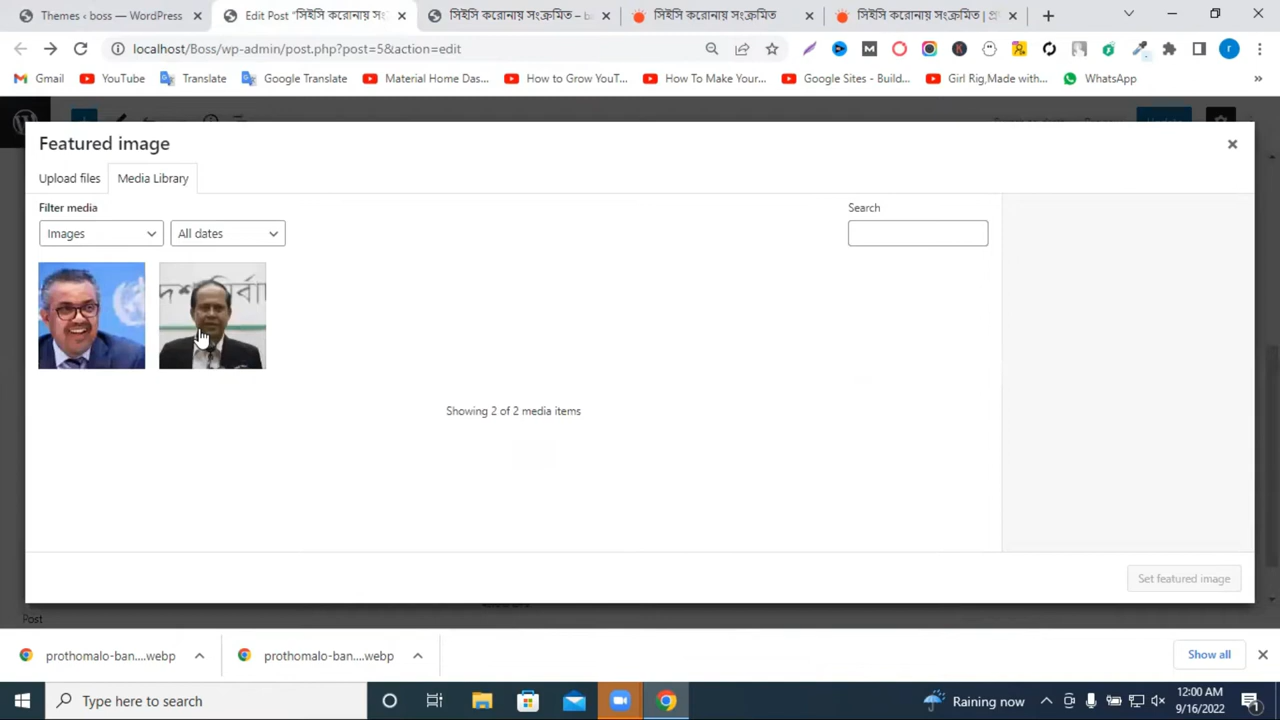 Themes ‹ boss — WordPress
Edit Post "সিইসি করোনায় সং
সিইসি করোনায় সংক্রমিত – b
সিইসি করোনায় সংক্রমিত
সিইসি করোনায় সংক্রমিত | প্র
localhost/Boss/wp-admin/post.php?post=5&action=edit
Gmail
YouTube
Translate
Google Translate
Material Home Das...
How to Grow YouT...
How To Make Your...
Google Sites - Build...
Girl Rig,Made with...
WhatsApp
Featured image
Upload files
Media Library
Filter media
Search
Images
All dates
Showing 2 of 2 media items
Set featured image
Post
prothomalo-ban....webp
prothomalo-ban....webp
Show all
Type here to search
Raining now
12:00 AM
9/16/2022